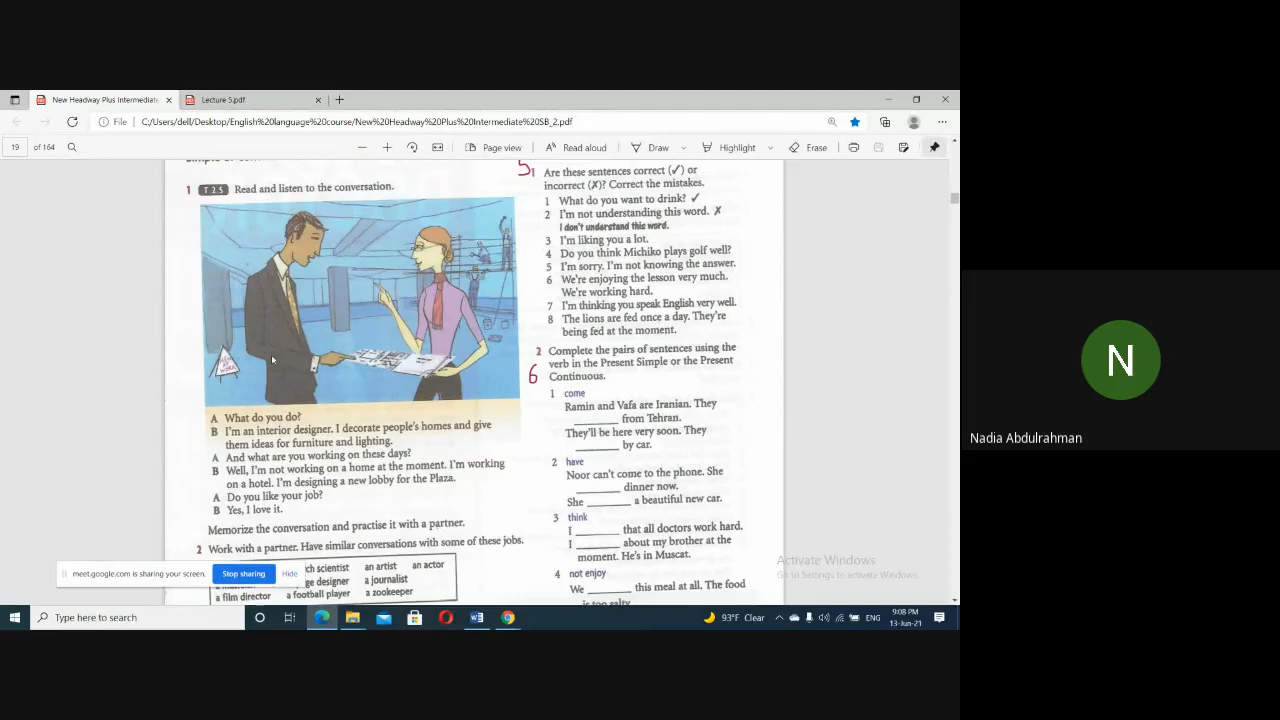 New Headway Plus Intermediate
Lecture 5.pdf
File
C:/Users/dell/Desktop/English%20language%20course/New%20Headway%20Plus%20Intermediate%20SB_2.pdf
19 of 164
Page view
Read aloud
Draw
Highlight
Erase
1 T 2.5 Read and listen to the conversation.
A What do you do?
B I'm an interior designer. I decorate people's homes and give
them ideas for furniture and lighting.
A And what are you working on these days?
B Well, I'm not working on a home at the moment. I'm working
on a hotel. I'm designing a new lobby for the Plaza.
A Do you like your job?
B Yes, I love it.
Memorize the conversation and practise it with a partner.
2 Work with a partner. Have similar conversations with some of these jobs.
scientist an artist an actor
designer a journalist
a film director a football player a zookeeper
5
1 Are these sentences correct (✓) or
incorrect (✗)? Correct the mistakes.
1 What do you want to drink? ✓
2 I'm not understanding this word. ✗
I don't understand this word.
3 I'm liking you a lot.
4 Do you think Michiko plays golf well?
5 I'm sorry. I'm not knowing the answer.
6 We're enjoying the lesson very much.
We're working hard.
7 I'm thinking you speak English very well.
8 The lions are fed once a day. They're
being fed at the moment.
6
2 Complete the pairs of sentences using the
verb in the Present Simple or the Present
Continuous.
1 come
Ramin and Vafa are Iranian. They
_______ from Tehran.
They'll be here very soon. They
_______ by car.
2 have
Noor can't come to the phone. She
_______ dinner now.
She _______ a beautiful new car.
3 think
I _______ that all doctors work hard.
I _______ about my brother at the
moment. He's in Muscat.
4 not enjoy
We _______ this meal at all. The food
is too salty
meet.google.com is sharing your screen.
Stop sharing
Hide
Activate Windows
Go to Settings to activate Windows.
Type here to search
93°F Clear
ENG
9:08 PM
13-Jun-21
N
Nadia Abdulrahman